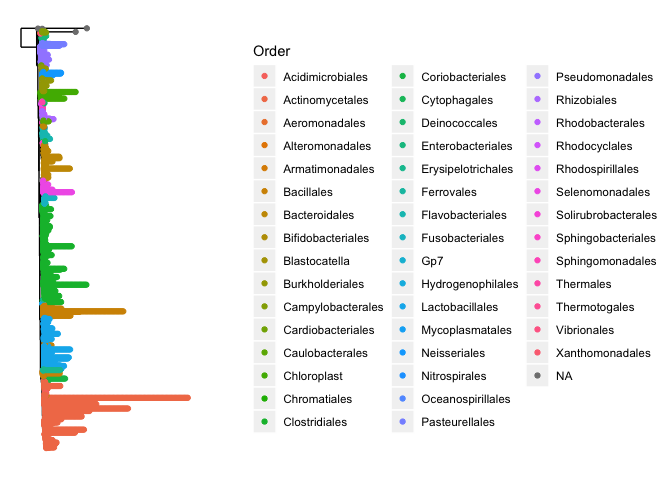 Order
Acidimicrobiales
Actinomycetales
Aeromonadales
Alteromonadales
Armatimonadales
Bacillales
Bacteroidales
Bifidobacteriales
Blastocatella
Burkholderiales
Campylobacterales
Cardiobacteriales
Caulobacterales
Chloroplast
Chromatiales
Clostridiales
Coriobacteriales
Cytophagales
Deinococcales
Enterobacteriales
Erysipelotrichales
Ferrovales
Flavobacteriales
Fusobacteriales
Gp7
Hydrogenophilales
Lactobacillales
Mycoplasmatales
Neisseriales
Nitrospirales
Oceanospirillales
Pasteurellales
Pseudomonadales
Rhizobiales
Rhodobacterales
Rhodocyclales
Rhodospirillales
Selenomonadales
Solirubrobacterales
Sphingobacteriales
Sphingomonadales
Thermales
Thermotogales
Vibrionales
Xanthomonadales
NA